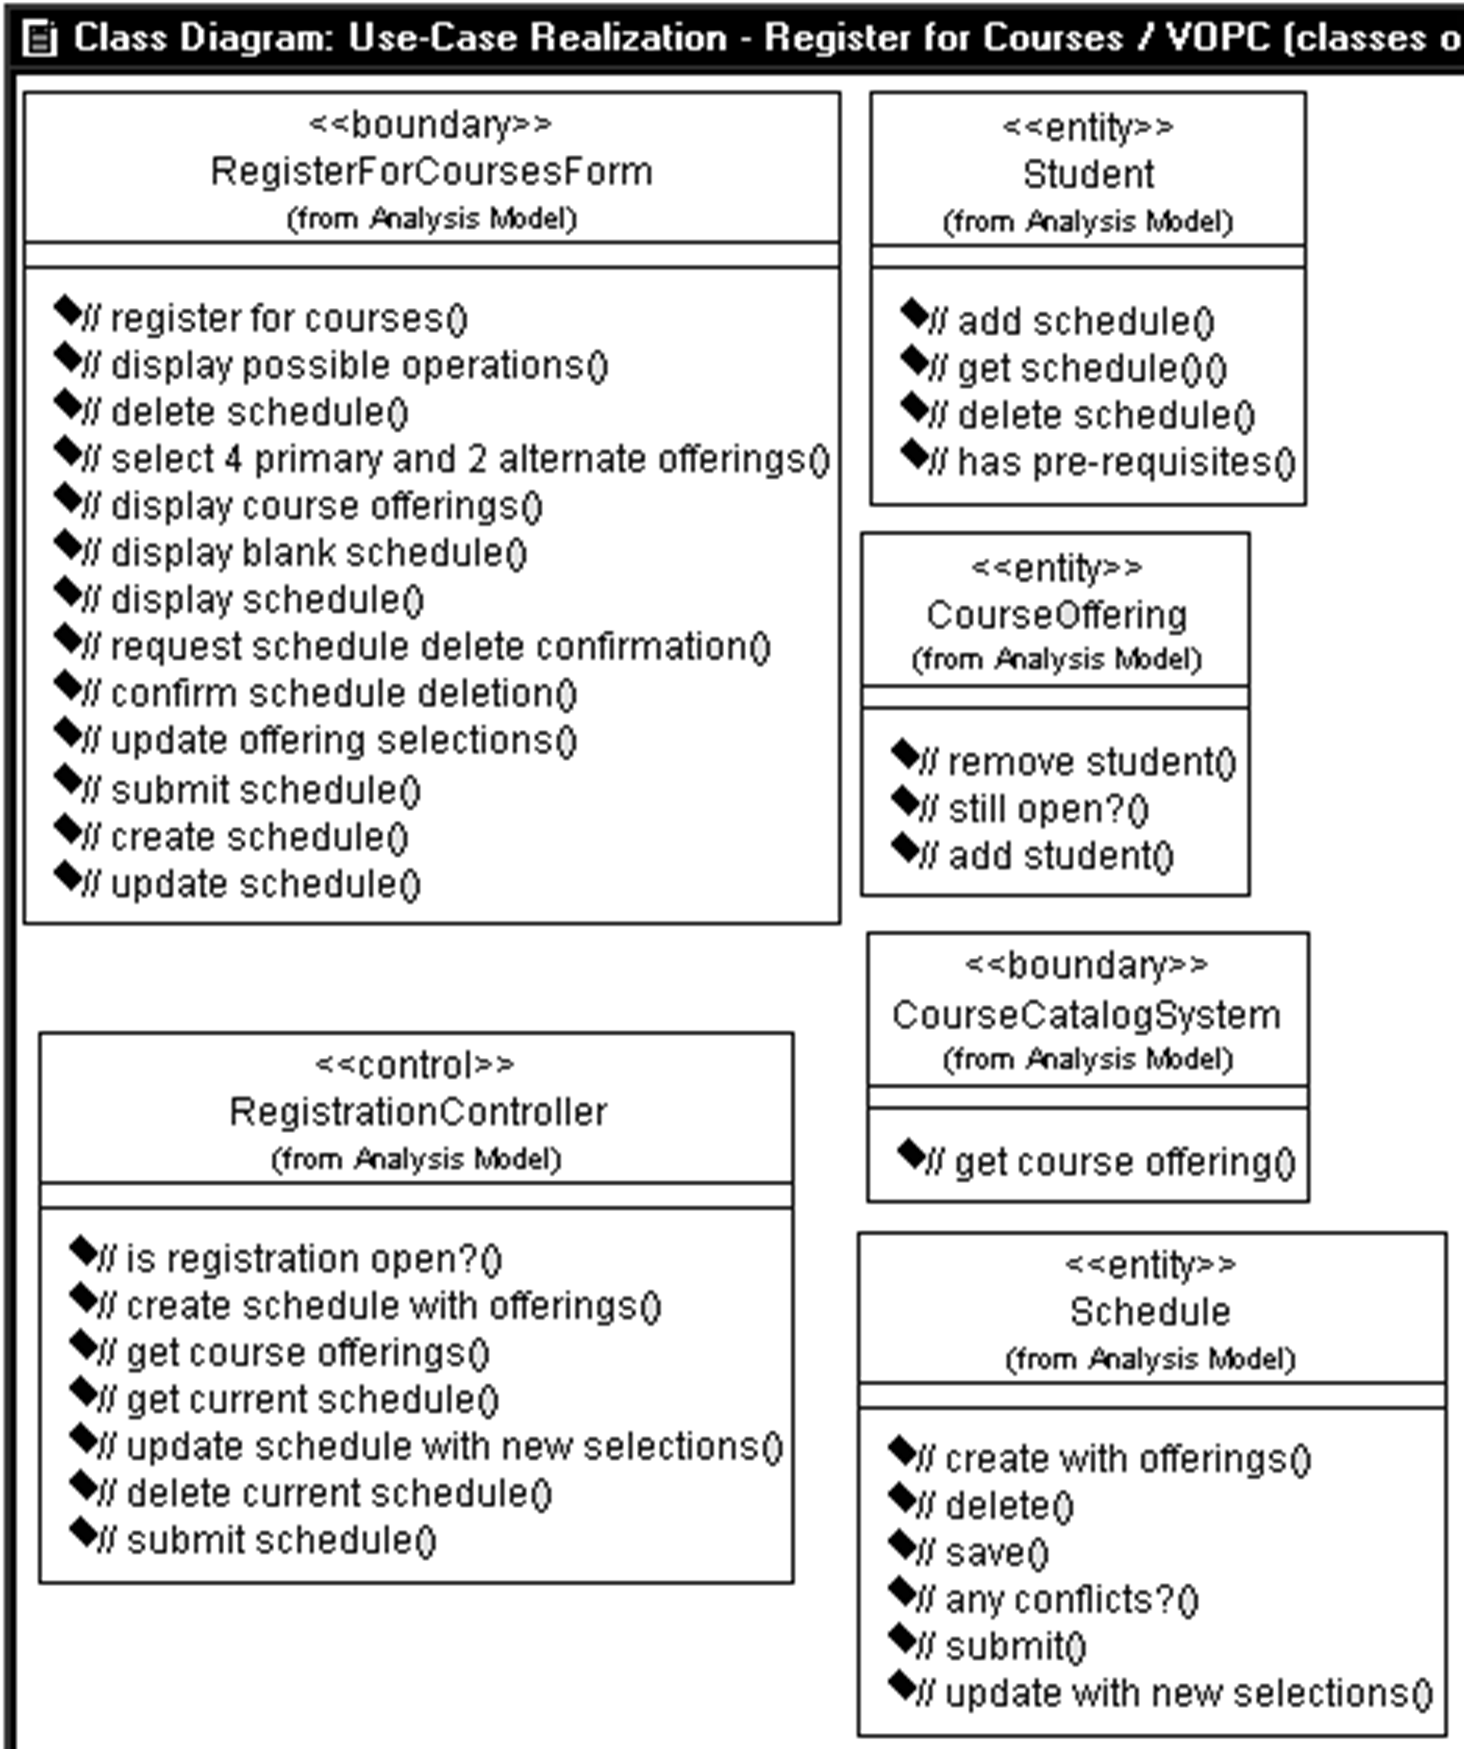 Class Diagram: Use-Case Realization - Register for Courses / VOPC (classes o
<<boundary>>
RegisterForCoursesForm
(from Analysis Model)
// register for courses()
// display possible operations()
// delete schedule()
// select 4 primary and 2 alternate offerings()
// display course offerings()
// display blank schedule()
// display schedule()
// request schedule delete confirmation()
// confirm schedule deletion()
// update offering selections()
// submit schedule()
// create schedule()
// update schedule()
<<entity>>
Student
(from Analysis Model)
// add schedule()
// get schedule()()
// delete schedule()
// has pre-requisites()
<<entity>>
CourseOffering
(from Analysis Model)
// remove student()
// still open?()
// add student()
<<boundary>>
CourseCatalogSystem
(from Analysis Model)
// get course offering()
<<control>>
RegistrationController
(from Analysis Model)
// is registration open?()
// create schedule with offerings()
// get course offerings()
// get current schedule()
// update schedule with new selections()
// delete current schedule()
// submit schedule()
<<entity>>
Schedule
(from Analysis Model)
// create with offerings()
// delete()
// save()
// any conflicts?()
// submit()
// update with new selections()